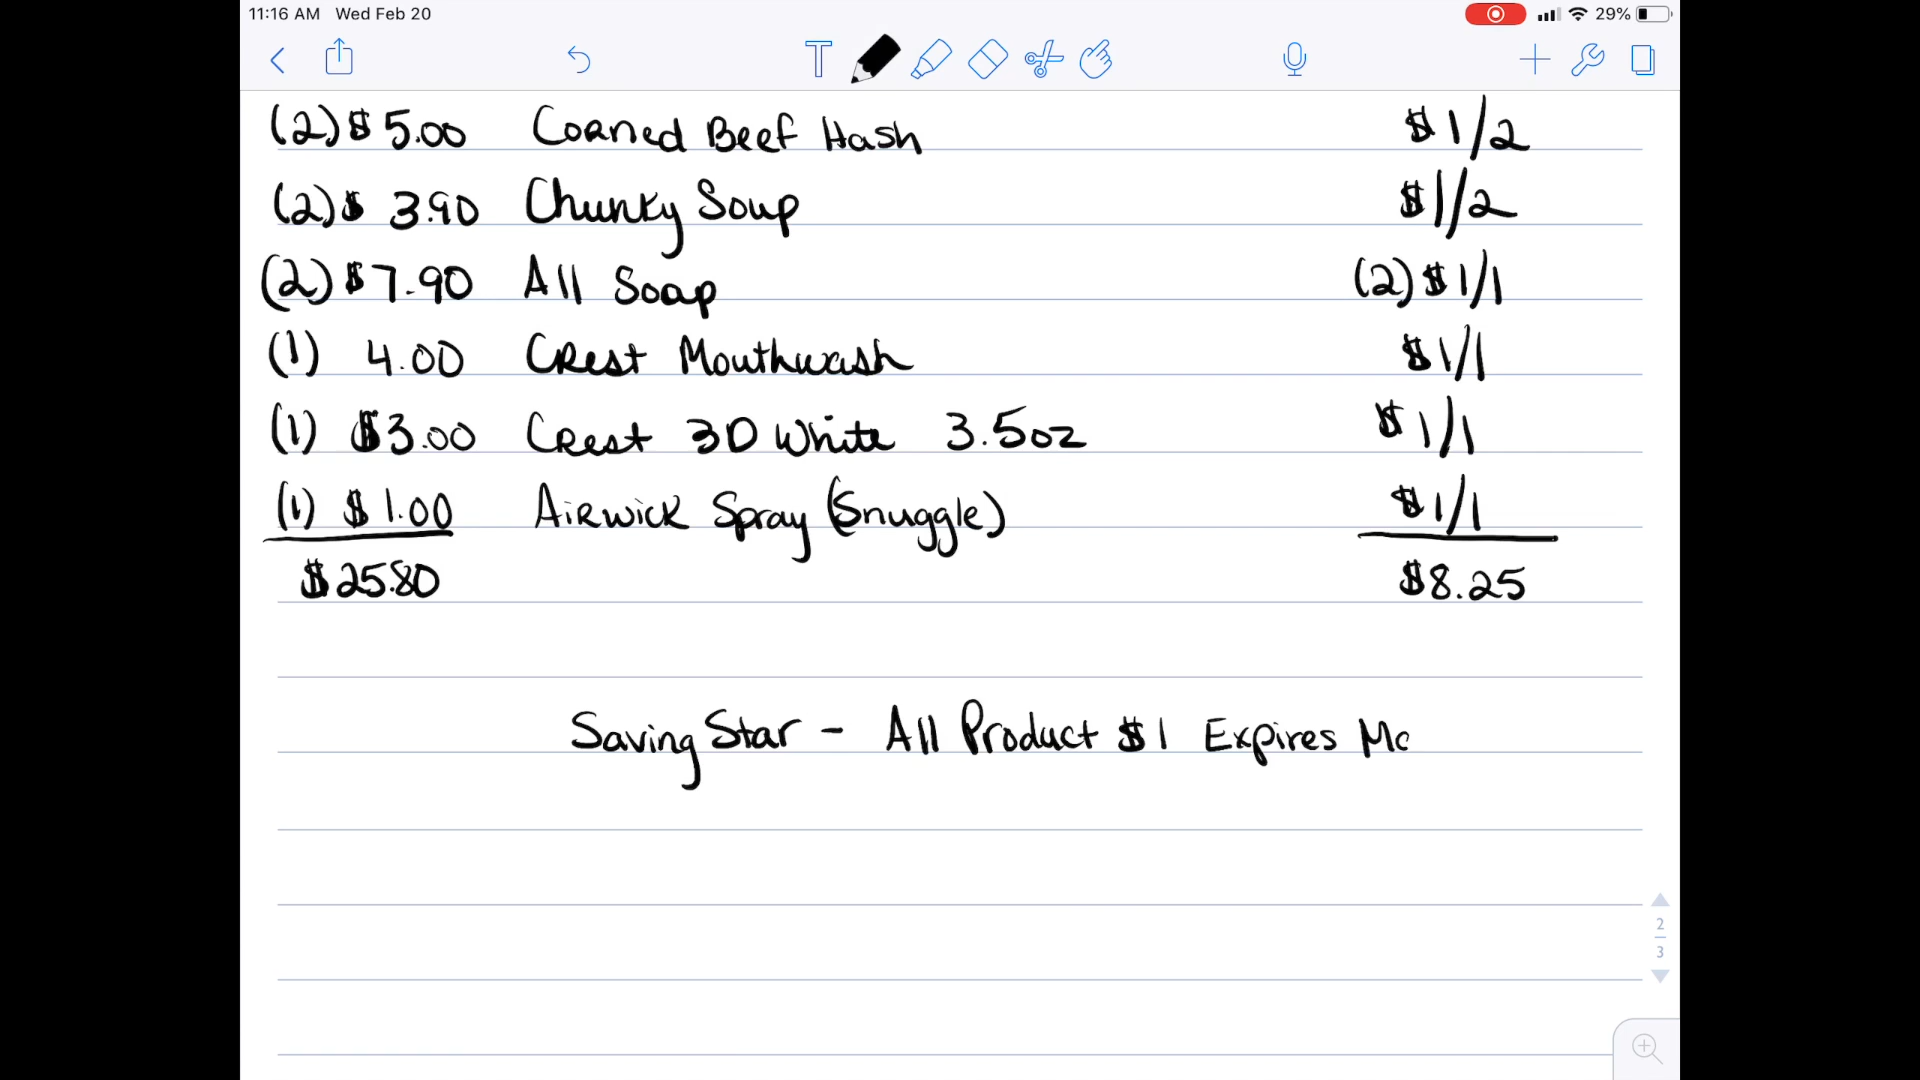 11:16 AM Wed Feb 20 29%
T
(2) $ 5.00 Corned Beef Hash $1/2
(2) $ 3.90 Chunky Soup $1/2
(2) $7.90 All Soap (2) $1/1
(1) 4.00 Crest Mouthwash $1/1
(1) $3.00 Crest 3D White 3.5oz $1/1
(1) $1.00 Airwick Spray (Snuggle) $1/1
$25.80 $8.25
Saving Star - All Product $1 Expires Ma
2
3